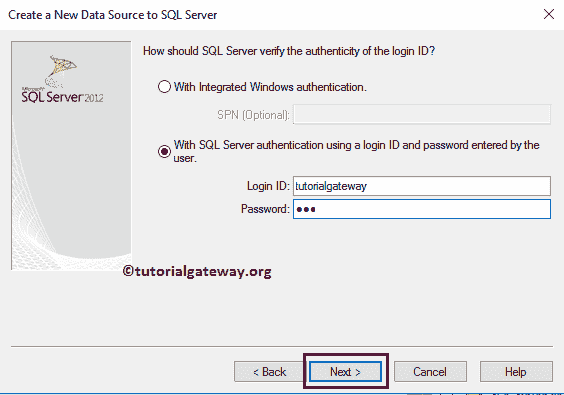 Create a New Data Source to SQL Server
How should SQL Server verify the authenticity of the login ID?
With Integrated Windows authentication.
SPN (Optional):
With SQL Server authentication using a login ID and password entered by the
user.
Login ID: tutorialgateway
Password: ●●●
SQL Server 2012
©tutorialgateway.org
< Back
Next >
Cancel
Help